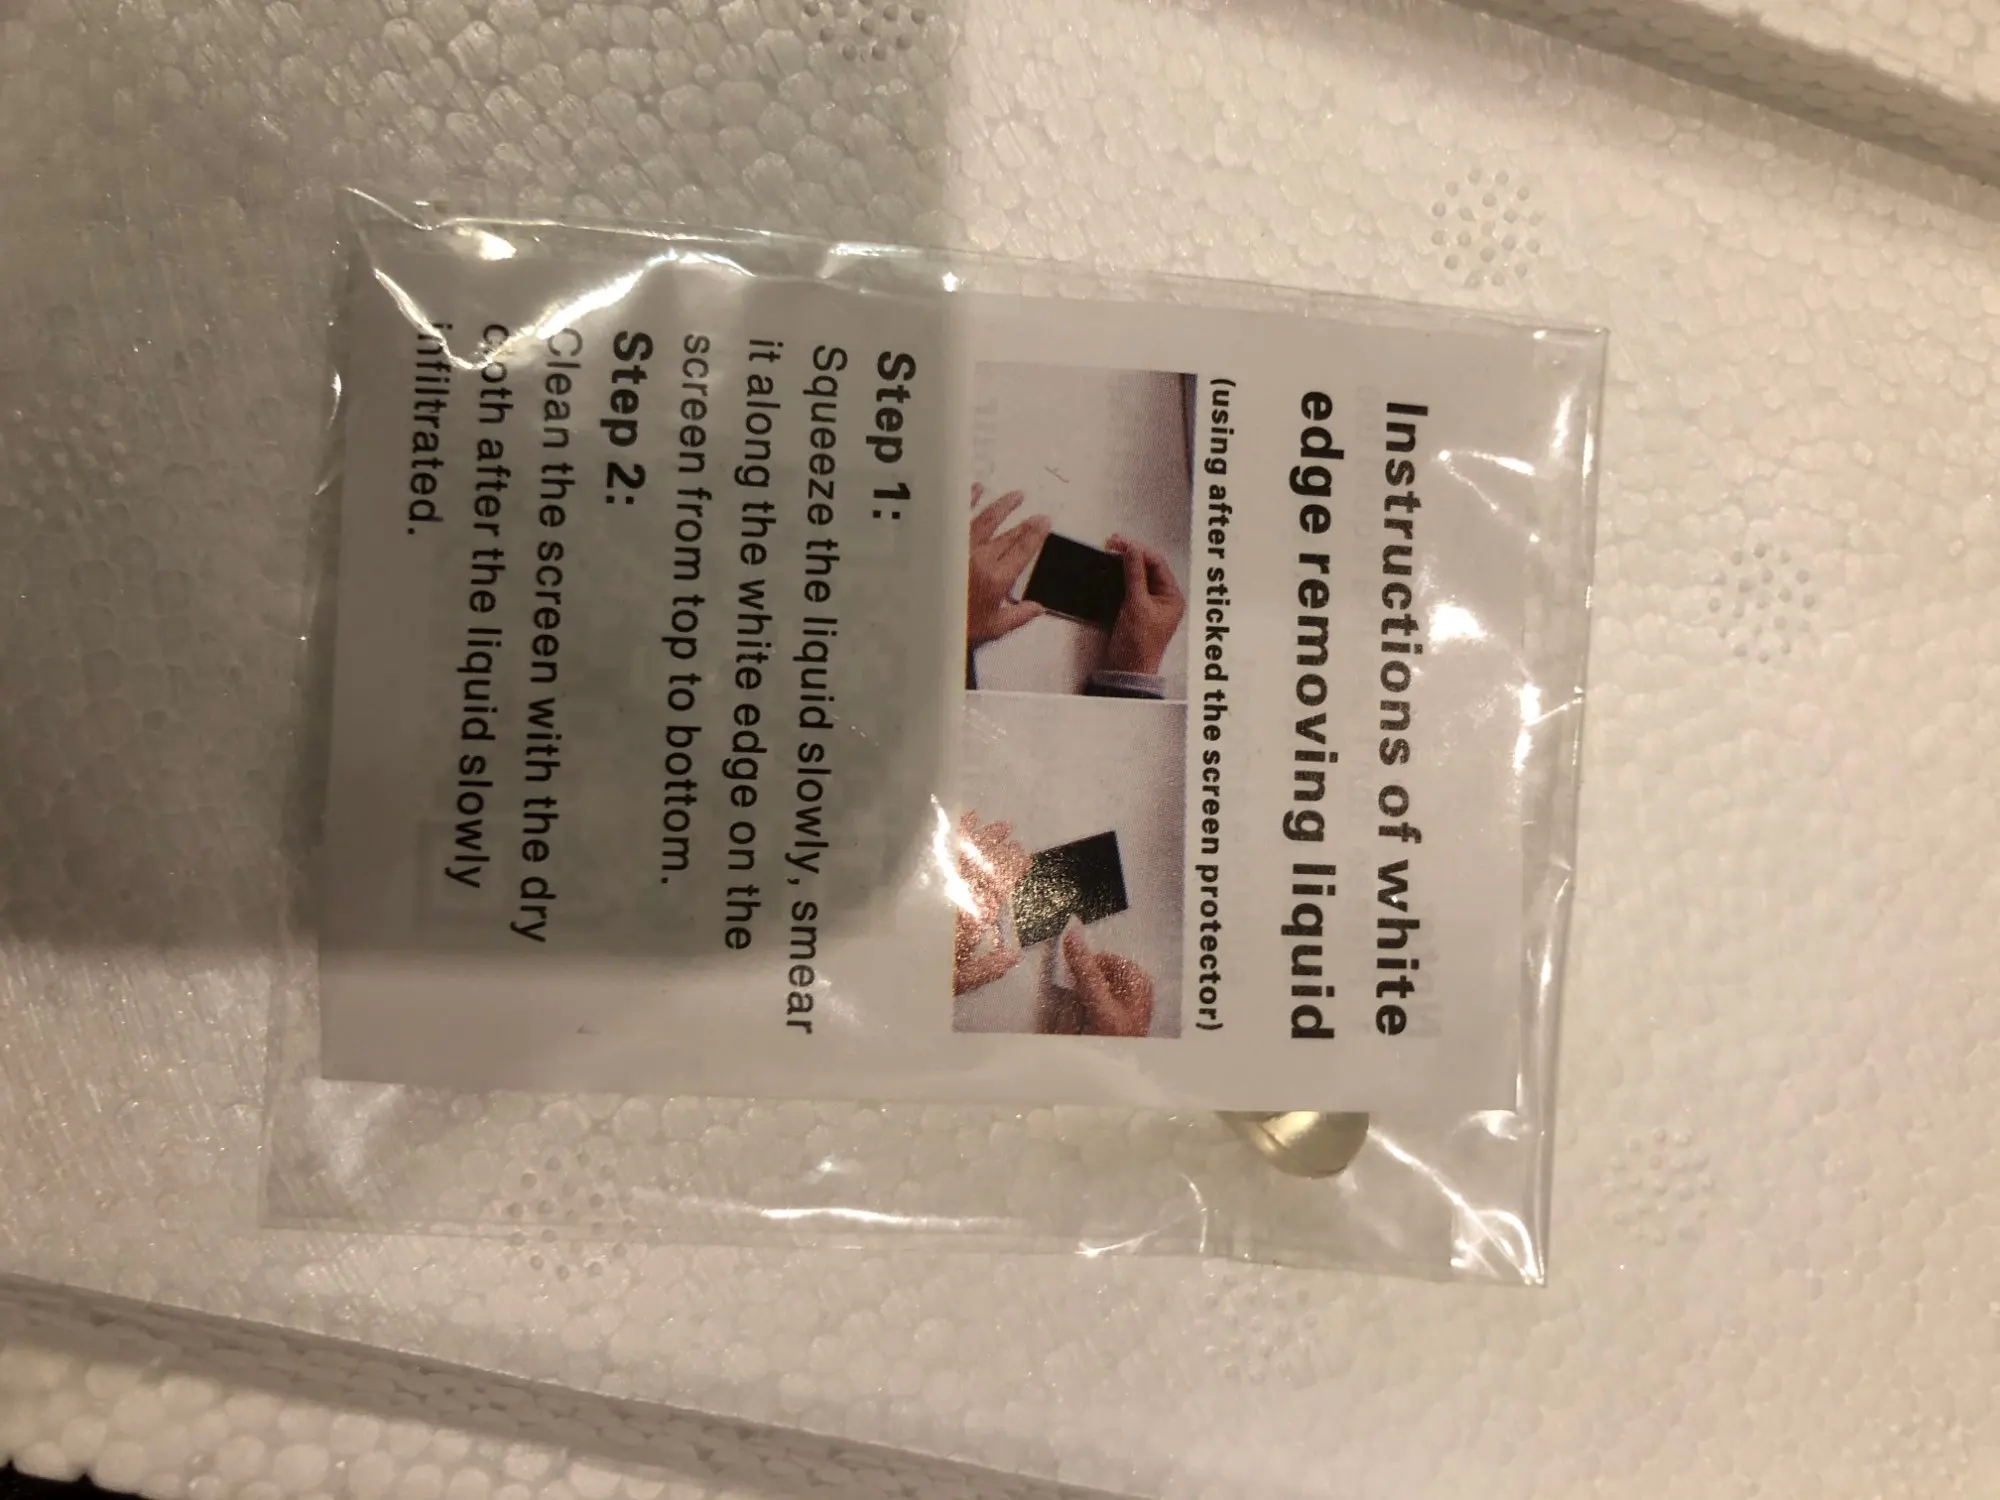 Instructions of white
edge removing liquid
(using after sticked the screen protector)
Step 1:
Squeeze the liquid slowly, smear
it along the white edge on the
screen from top to bottom.
Step 2:
Clean the screen with the dry
cloth after the liquid slowly
infiltrated.